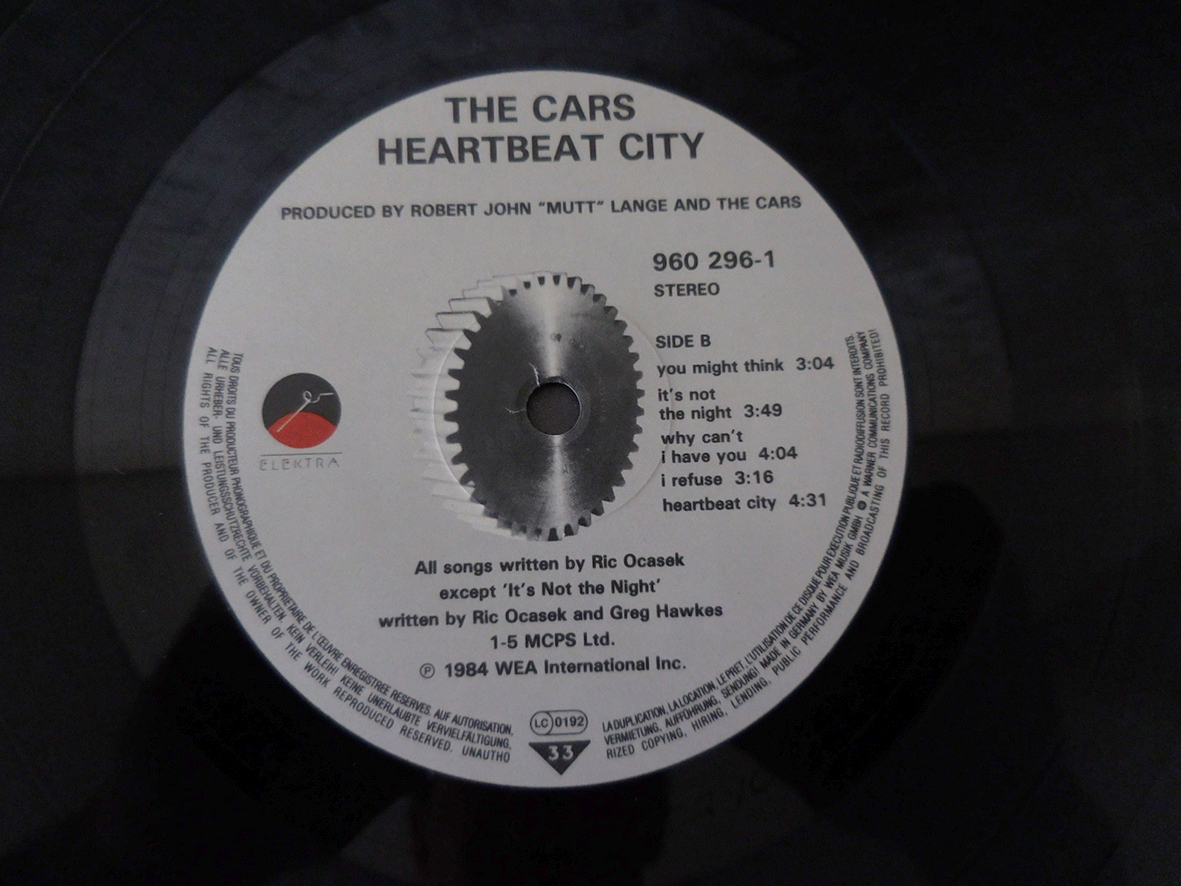 THE CARS
HEARTBEAT CITY
PRODUCED BY ROBERT JOHN "MUTT" LANGE AND THE CARS
960 296-1
STEREO
SIDE B
you might think 3:04
it's not
the night 3:49
why can't
i have you 4:04
i refuse 3:16
heartbeat city 4:31
ELEKTRA
All songs written by Ric Ocasek
except 'It's Not the Night'
written by Ric Ocasek and Greg Hawkes
1-5 MCPS Ltd.
℗ 1984 WEA International Inc.
LC 0192
33
TOUS DROITS DU PRODUCTEUR PHONOGRAPHIQUE ET DU PROPRIETAIRE DE L'ŒUVRE ENREGISTREE RESERVES. AUF AUTORISATION,
ALLE URHEBER- UND LEISTUNGSSCHUTZRECHTE VORBEHALTEN. KEIN VERLEIH! KEINE UNERLAUBTE VERVIELFÄLTIGUNG,
ALL RIGHTS OF THE PRODUCER AND OF THE OWNER OF THE WORK REPRODUCED RESERVED. UNAUTHO
LA DUPLICATION, LA LOCATION, LE PRET, L'UTILISATION DE CE DISQUE POUR EXECUTION PUBLIQUE ET RADIODIFFUSION SONT INTERDITS.
VERMIETUNG, AUFFÜHRUNG, SENDUNG! MADE IN GERMANY BY WEA MUSIK GMBH A WARNER COMMUNICATIONS COMPANY
RIZED COPYING, HIRING, LENDING, PUBLIC PERFORMANCE AND BROADCASTING OF THIS RECORD PROHIBITED!